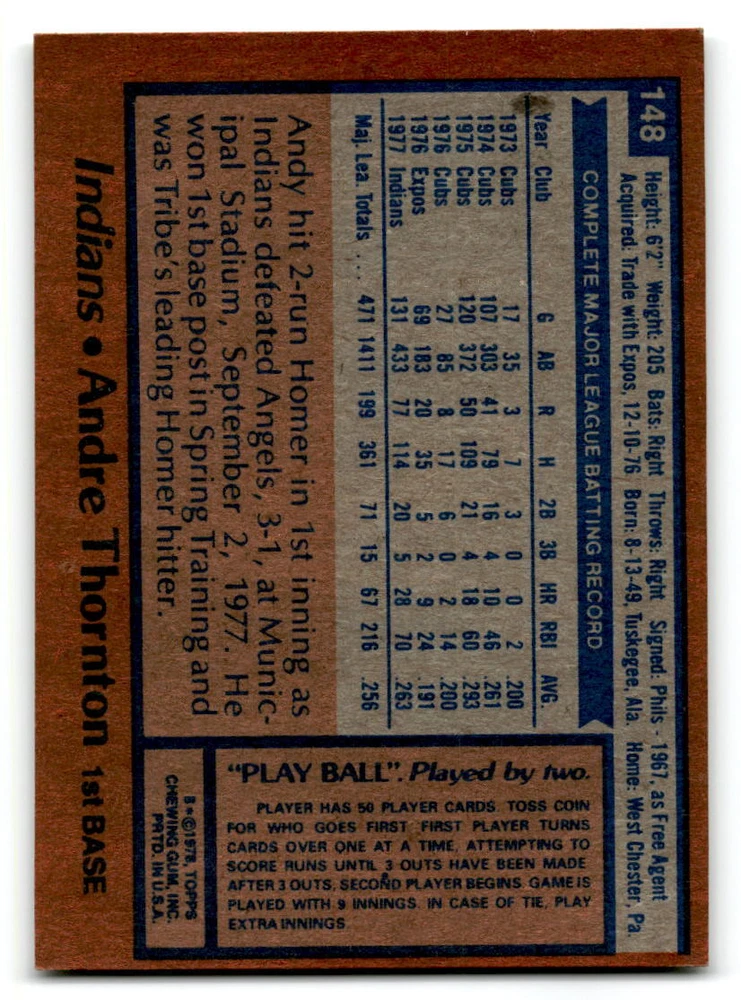 148
Height: 6'2" Weight: 205 Bats: Right Throws: Right Signed: Phils - 1967, as Free Agent
Acquired: Trade with Expos, 12-10-76 Born: 8-13-49, Tuskegee, Ala. Home: West Chester, Pa.
COMPLETE MAJOR LEAGUE BATTING RECORD
Year Club G AB R H 2B 3B HR RBI AVG.
1973 Cubs 17 35 3 7 3 0 0 2 .200
1974 Cubs 107 303 41 79 16 4 10 46 .261
1975 Cubs 120 372 50 109 21 4 18 60 .293
1976 Cubs 27 85 8 17 6 0 2 14 .200
1976 Expos 69 183 20 35 5 2 9 24 .191
1977 Indians 131 433 77 114 20 5 28 70 .263
Maj. Lea. Totals .... 471 1411 199 361 71 15 67 216 .256
Andy hit 2-run Homer in 1st inning as
Indians defeated Angels, 3-1, at Munic-
ipal Stadium, September 2, 1977. He
won 1st base post in Spring Training and
was Tribe's leading Homer hitter.
Indians • Andre Thornton 1st BASE
"PLAY BALL". Played by two.
PLAYER HAS 50 PLAYER CARDS. TOSS COIN
FOR WHO GOES FIRST. FIRST PLAYER TURNS
CARDS OVER ONE AT A TIME, ATTEMPTING TO
SCORE RUNS UNTIL 3 OUTS HAVE BEEN MADE
AFTER 3 OUTS, SECOND PLAYER BEGINS. GAME IS
PLAYED WITH 9 INNINGS. IN CASE OF TIE, PLAY
EXTRA INNINGS.
B • ©1978, TOPPS
CHEWING GUM, INC.
PRTD. IN U.S.A.